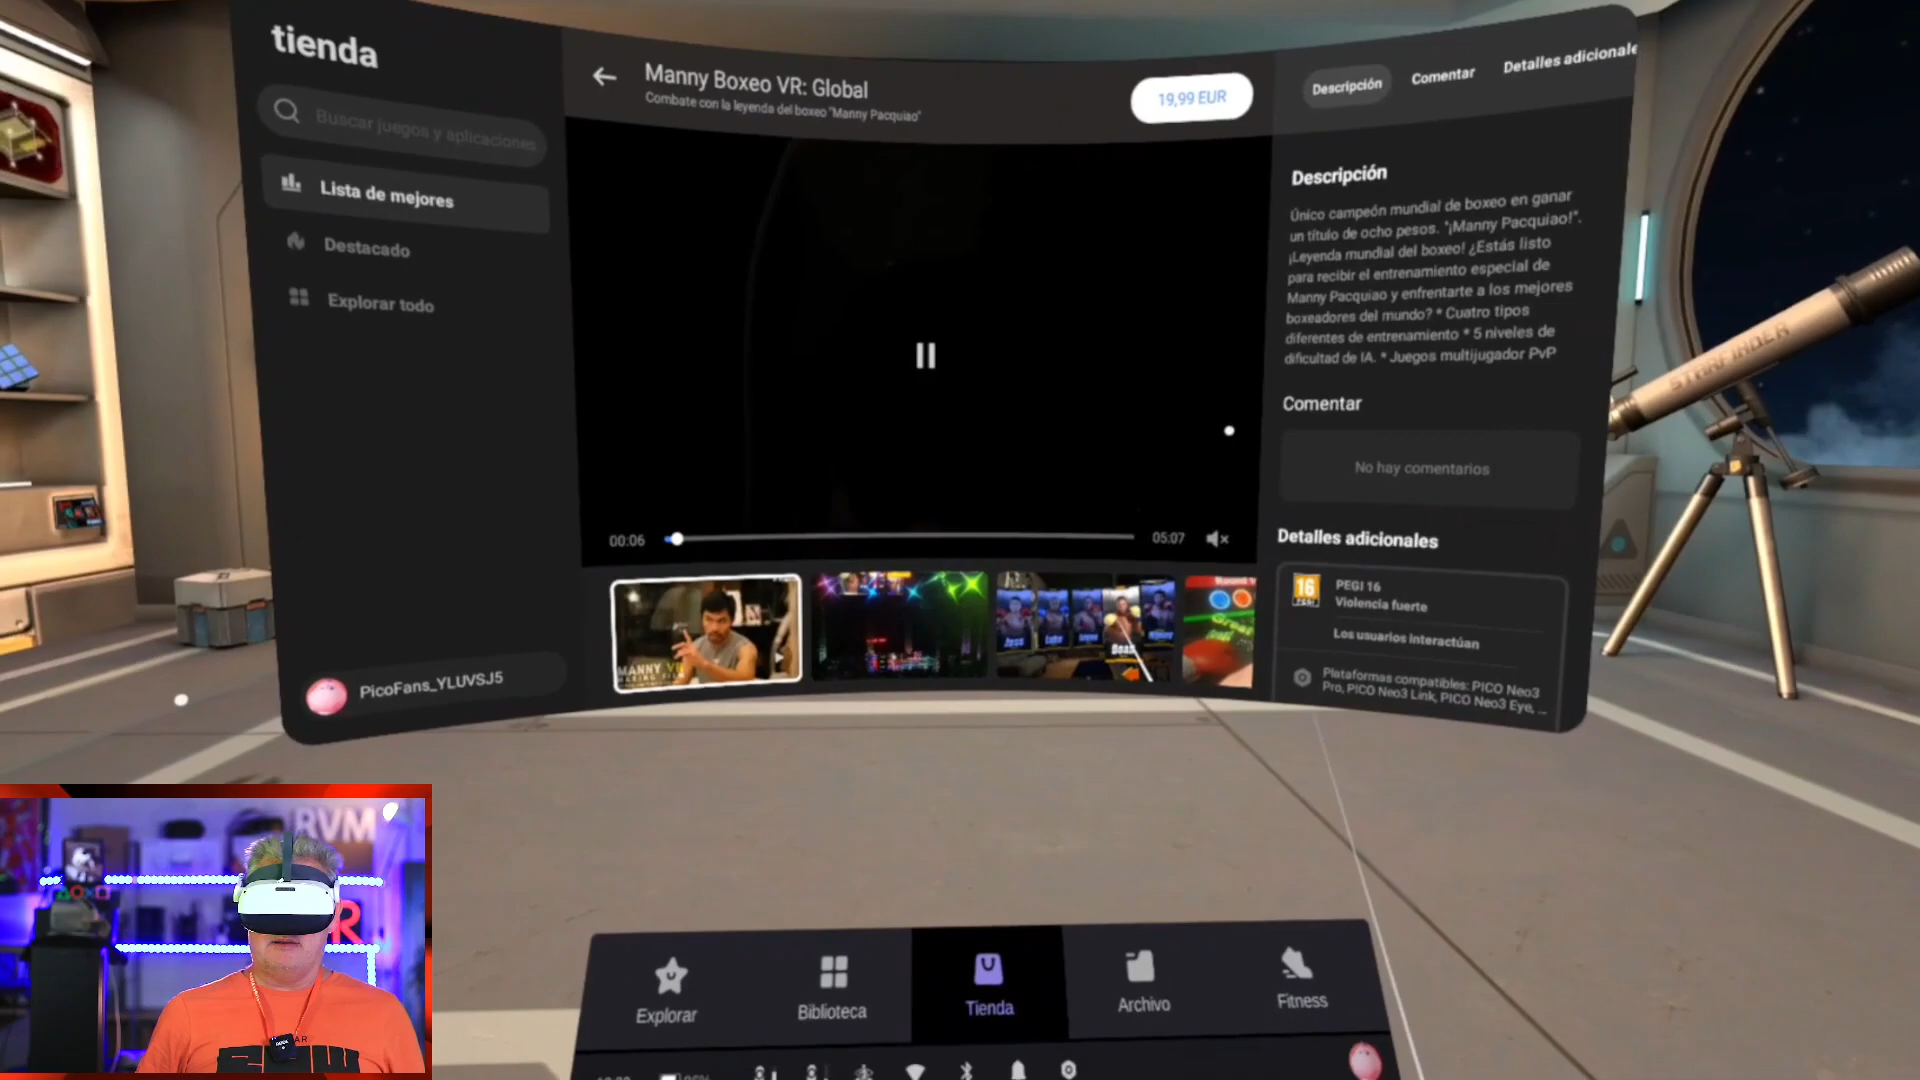 tienda
Buscar juegos y aplicaciones
Lista de mejores
Destacado
Explorar todo
PicoFans_YLUVSJ5
Manny Boxeo VR: Global
Combate con la leyenda del boxeo "Manny Pacquiao"
19,99 EUR
00:06
05:07
MANNY
Descripción
Comentar
Detalles adicionale
Descripción
Único campeón mundial de boxeo en ganar
un título de ocho pesos. "¡Manny Pacquiao!".
¡Leyenda mundial del boxeo! ¿Estás listo
para recibir el entrenamiento especial de
Manny Pacquiao y enfrentarte a los mejores
boxeadores del mundo? * Cuatro tipos
diferentes de entrenamiento * 5 niveles de
dificultad de IA. * Juegos multijugador PvP
Comentar
No hay comentarios
Detalles adicionales
16
PEGI 16
Violencia fuerte
Los usuarios interactúan
Plataformas compatibles: PICO Neo3
Pro, PICO Neo3 Link, PICO Neo3 Eye, ...
STARFINDER
RVM
R
Explorar
Biblioteca
Tienda
Archivo
Fitness